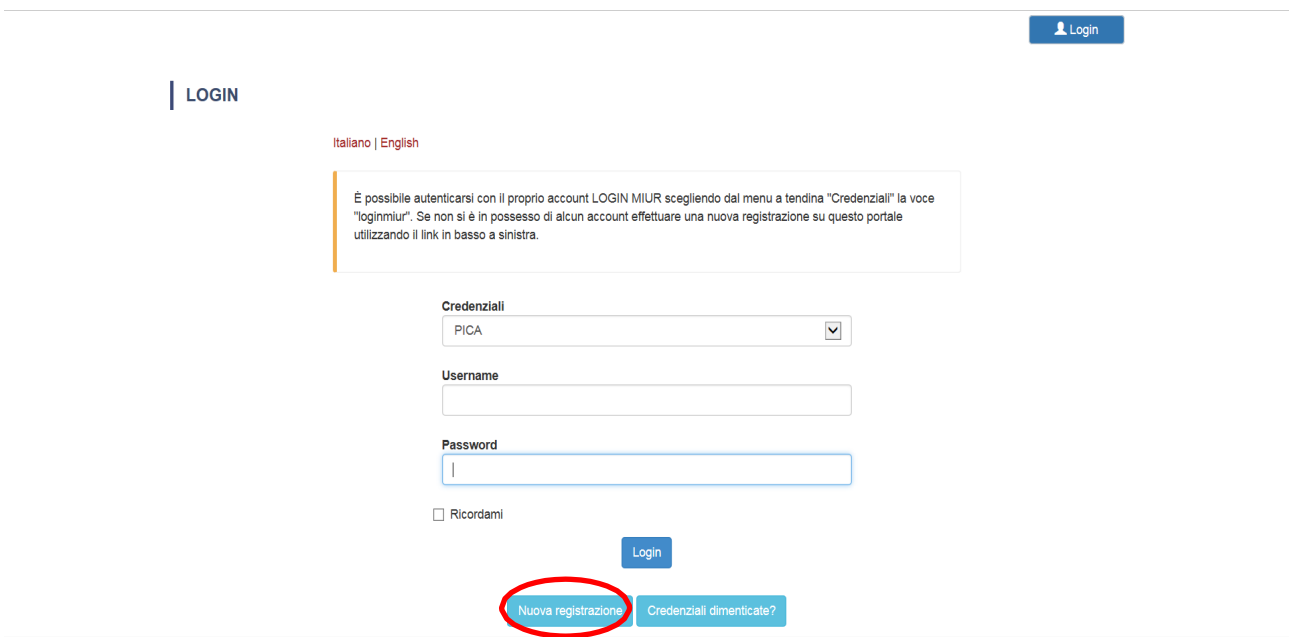 Login
LOGIN
Italiano | English
È possibile autenticarsi con il proprio account LOGIN MIUR scegliendo dal menu a tendina "Credenziali" la voce
"loginmiur". Se non si è in possesso di alcun account effettuare una nuova registrazione su questo portale
utilizzando il link in basso a sinistra.
Credenziali
PICA
Username
Password
Ricordami
Login
Nuova registrazione
Credenziali dimenticate?